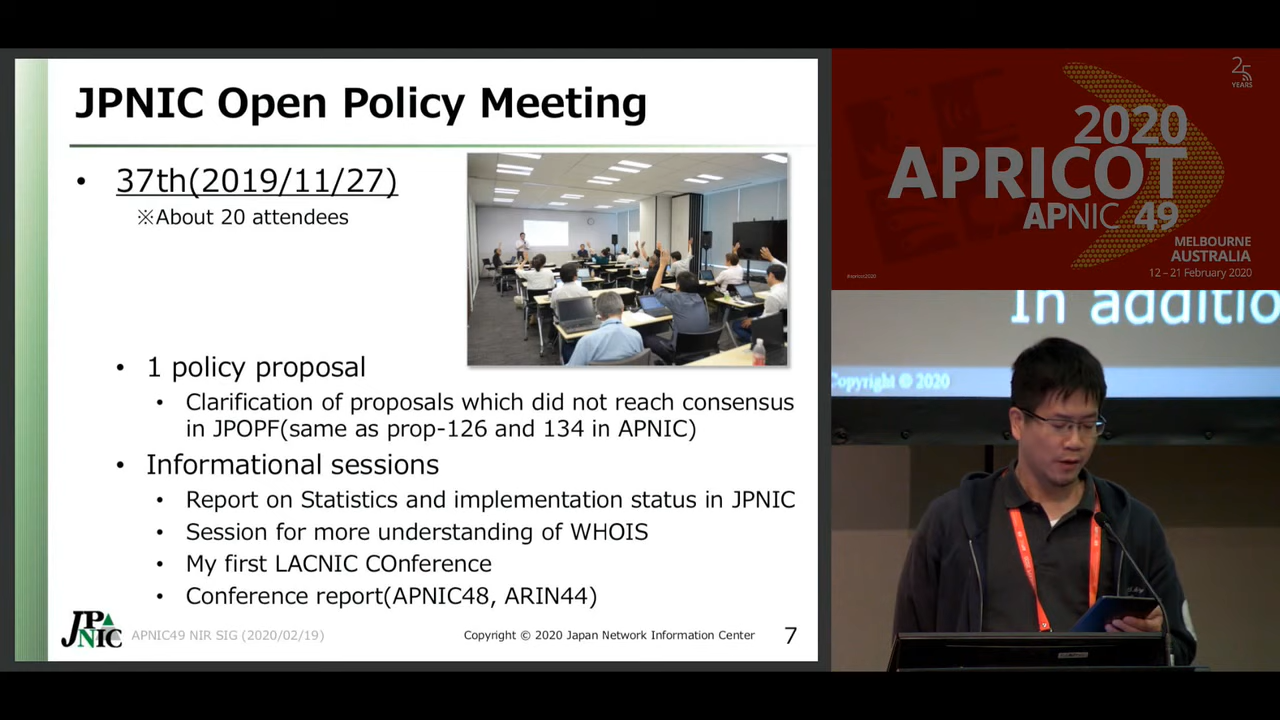 JPNIC Open Policy Meeting
• 37th(2019/11/27)
※About 20 attendees
• 1 policy proposal
• Clarification of proposals which did not reach consensus
in JPOPF(same as prop-126 and 134 in APNIC)
• Informational sessions
• Report on Statistics and implementation status in JPNIC
• Session for more understanding of WHOIS
• My first LACNIC COnference
• Conference report(APNIC48, ARIN44)
JPNIC
APNIC49 NIR SIG (2020/02/19)
Copyright © 2020 Japan Network Information Center
7
25
YEARS
2020
APRICOT
APNIC 49
MELBOURNE
AUSTRALIA
12 – 21 February 2020
#apricot2020
In additio
Copyright © 2020